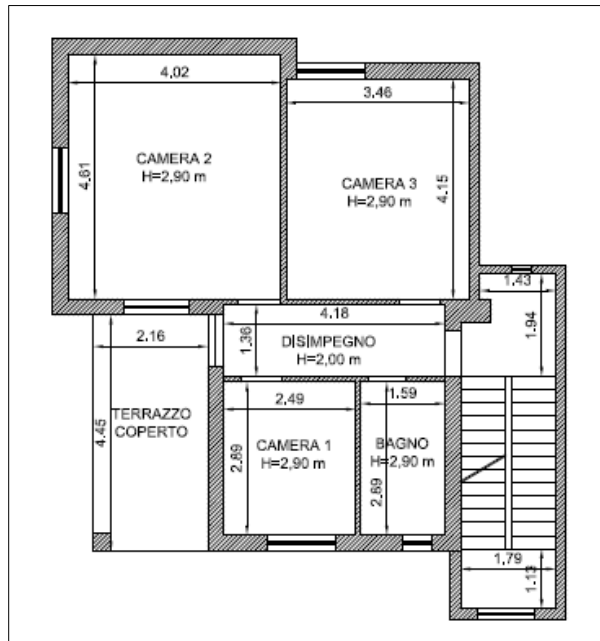 4.02
3.46
CAMERA 2
H=2,90 m
4.61
CAMERA 3
H=2,90 m
4.15
1.43
1.94
4.18
2.16
1.36
DISIMPEGNO
H=2,00 m
4.45
TERRAZZO
COPERTO
2.49
1.59
2.89
CAMERA 1
H=2,90 m
BAGNO
H=2,90 m
2.89
1.79
1.13